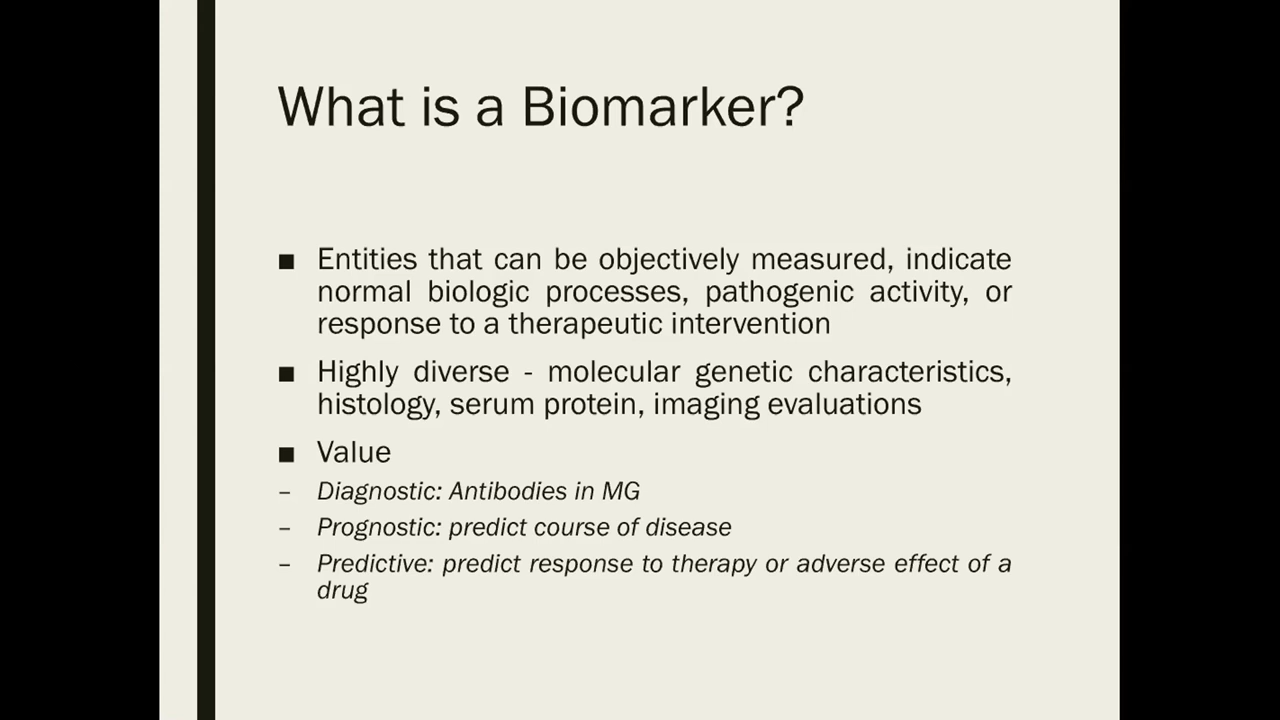 What is a Biomarker?
■ Entities that can be objectively measured, indicate
normal biologic processes, pathogenic activity, or
response to a therapeutic intervention
■ Highly diverse - molecular genetic characteristics,
histology, serum protein, imaging evaluations
■ Value
– Diagnostic: Antibodies in MG
– Prognostic: predict course of disease
– Predictive: predict response to therapy or adverse effect of a
drug